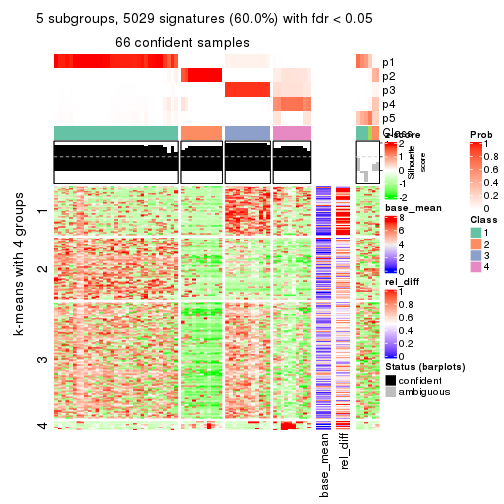 5 subgroups, 5029 signatures (60.0%) with fdr < 0.05
66 confident samples
p1
p2
p3
p4
p5
Class
Silhouette
score
z-score
2
0
-2
Prob
1
0.8
0.6
0.4
0.2
0
k-means with 4 groups
1
2
3
4
base_mean
8
6
4
2
0
Class
1
2
3
4
rel_diff
1
0.8
0.6
0.4
0.2
0
Status (barplots)
confident
ambiguous
base_mean
rel_diff